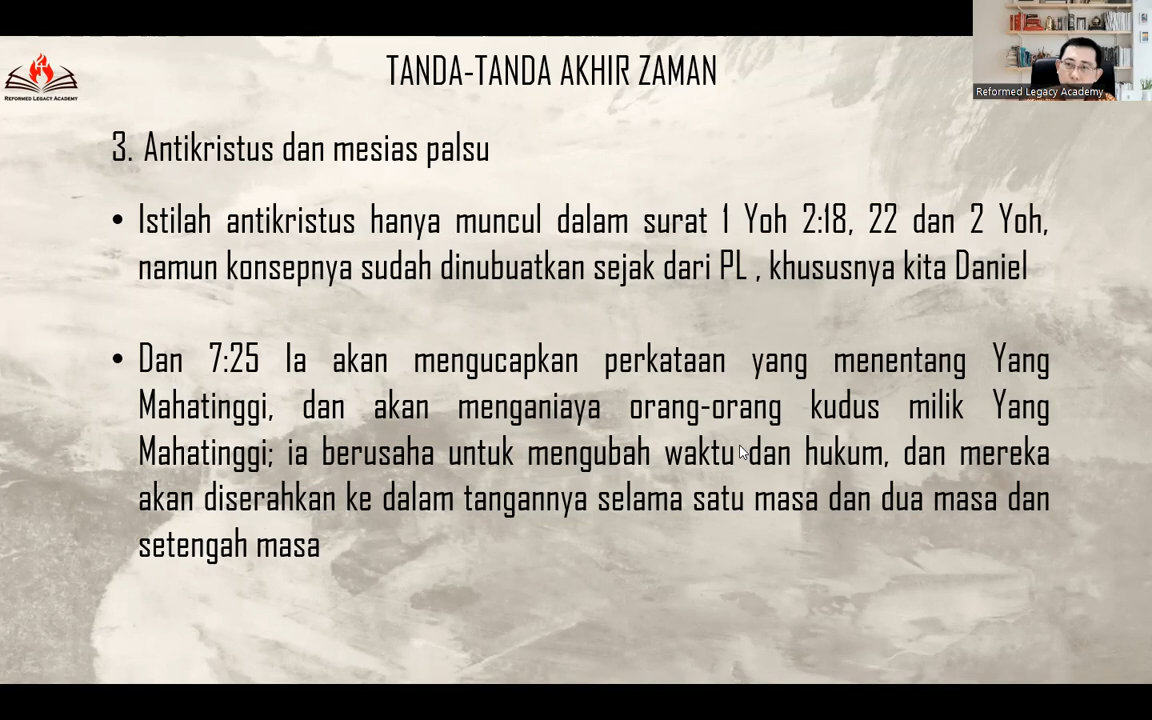 TANDA-TANDA AKHIR ZAMAN
REFORMED LEGACY ACADEMY
Reformed Legacy Academy
3. Antikristus dan mesias palsu
• Istilah antikristus hanya muncul dalam surat 1 Yoh 2:18, 22 dan 2 Yoh,
namun konsepnya sudah dinubuatkan sejak dari PL , khususnya kita Daniel
• Dan 7:25 Ia akan mengucapkan perkataan yang menentang Yang
Mahatinggi, dan akan menganiaya orang-orang kudus milik Yang
Mahatinggi; ia berusaha untuk mengubah waktu dan hukum, dan mereka
akan diserahkan ke dalam tangannya selama satu masa dan dua masa dan
setengah masa